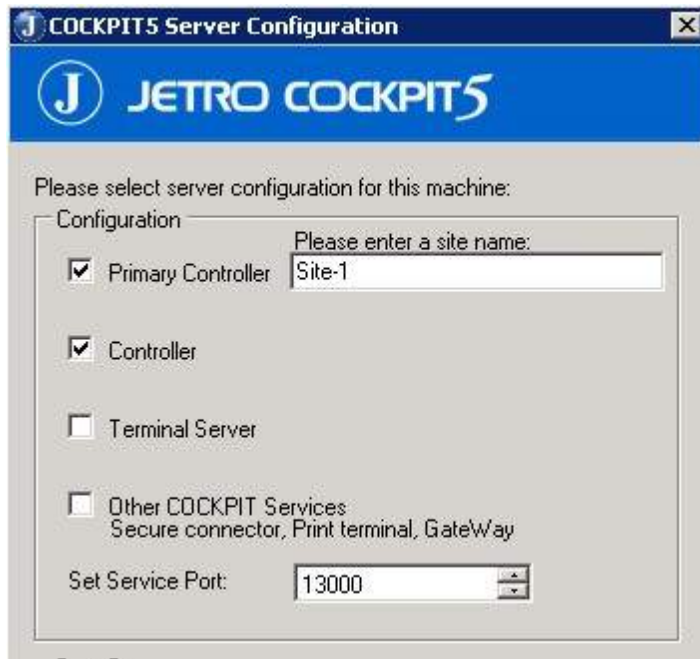 J COCKPIT5 Server Configuration
J JETRO COCKPIT5
Please select server configuration for this machine:
Configuration
Please enter a site name:
Primary Controller Site-1
Controller
Terminal Server
Other COCKPIT Services
Secure connector, Print terminal, GateWay
Set Service Port: 13000